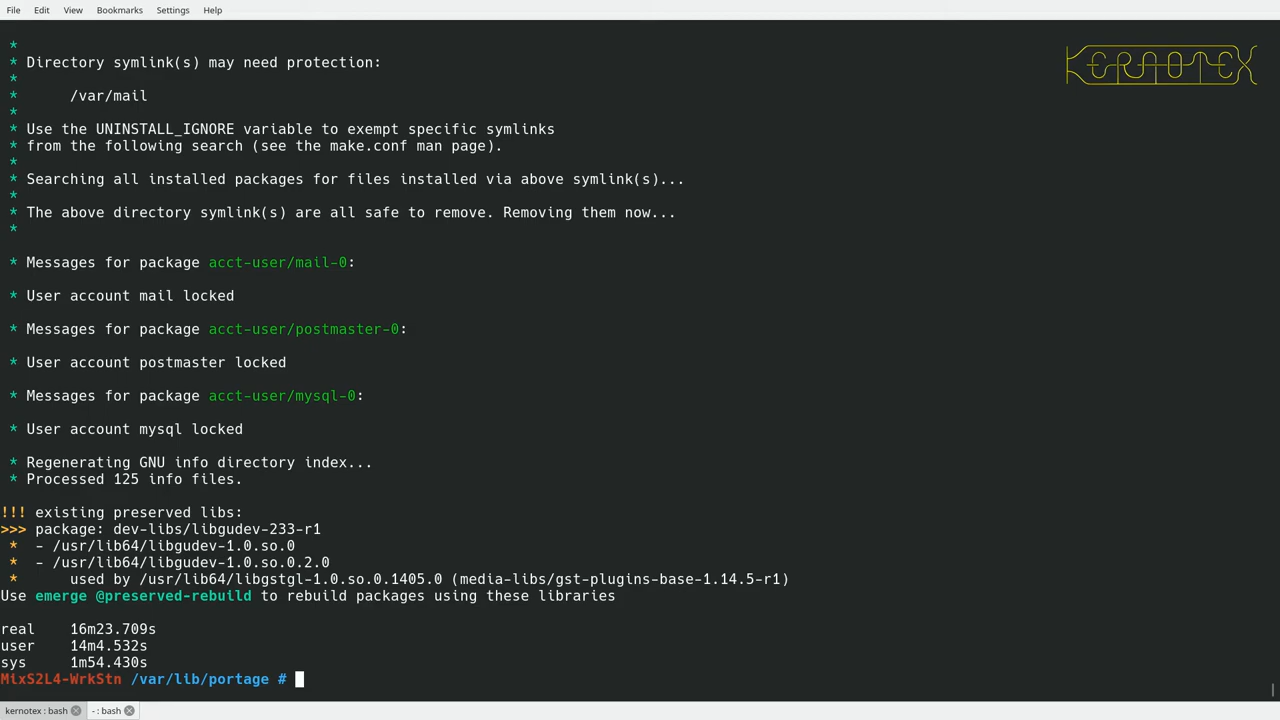 File Edit View Bookmarks Settings Help
KERNOTEX
*
* Directory symlink(s) may need protection:
*
* /var/mail
*
* Use the UNINSTALL_IGNORE variable to exempt specific symlinks
* from the following search (see the make.conf man page).
*
* Searching all installed packages for files installed via above symlink(s)...
*
* The above directory symlink(s) are all safe to remove. Removing them now...
*
* Messages for package acct-user/mail-0:
* User account mail locked
* Messages for package acct-user/postmaster-0:
* User account postmaster locked
* Messages for package acct-user/mysql-0:
* User account mysql locked
* Regenerating GNU info directory index...
* Processed 125 info files.
!!! existing preserved libs:
>>> package: dev-libs/libgudev-233-r1
* - /usr/lib64/libgudev-1.0.so.0
* - /usr/lib64/libgudev-1.0.so.0.2.0
* used by /usr/lib64/libgstgl-1.0.so.0.1405.0 (media-libs/gst-plugins-base-1.14.5-r1)
Use emerge @preserved-rebuild to rebuild packages using these libraries
real 16m23.709s
user 14m4.532s
sys 1m54.430s
MixS2L4-WrkStn /var/lib/portage #
kernotex : bash - : bash